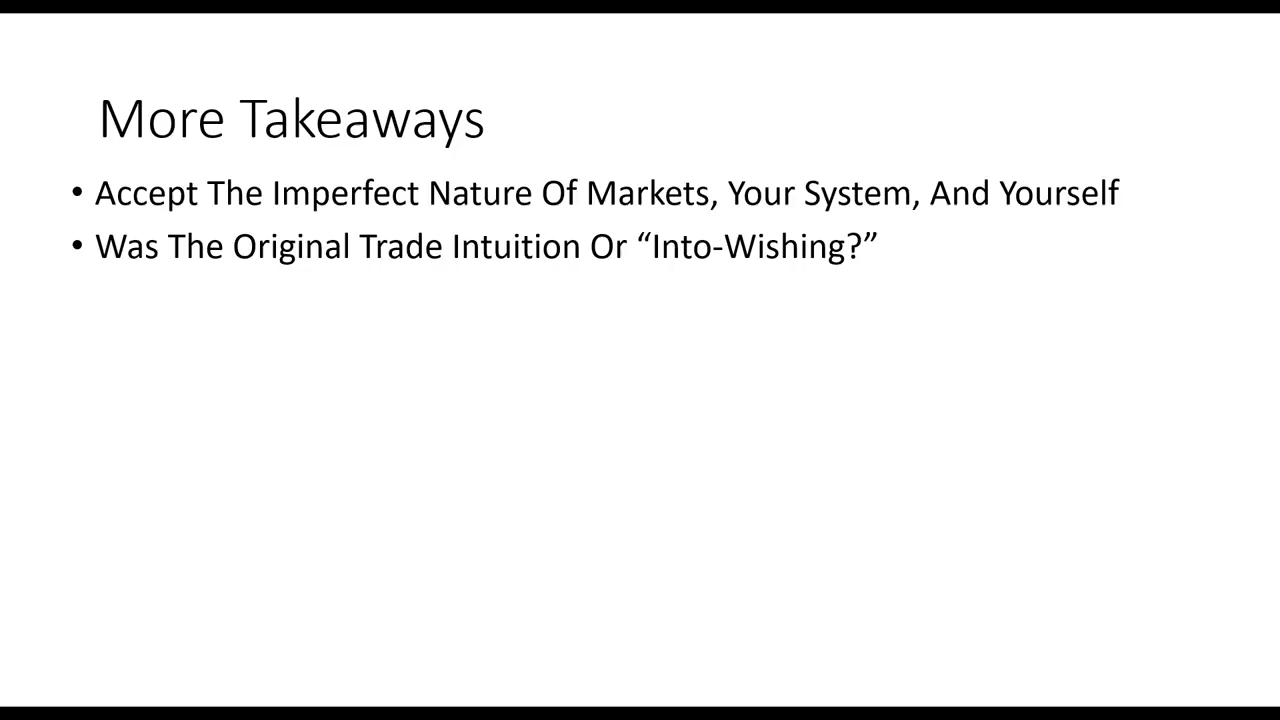 More Takeaways
• Accept The Imperfect Nature Of Markets, Your System, And Yourself
• Was The Original Trade Intuition Or “Into-Wishing?”